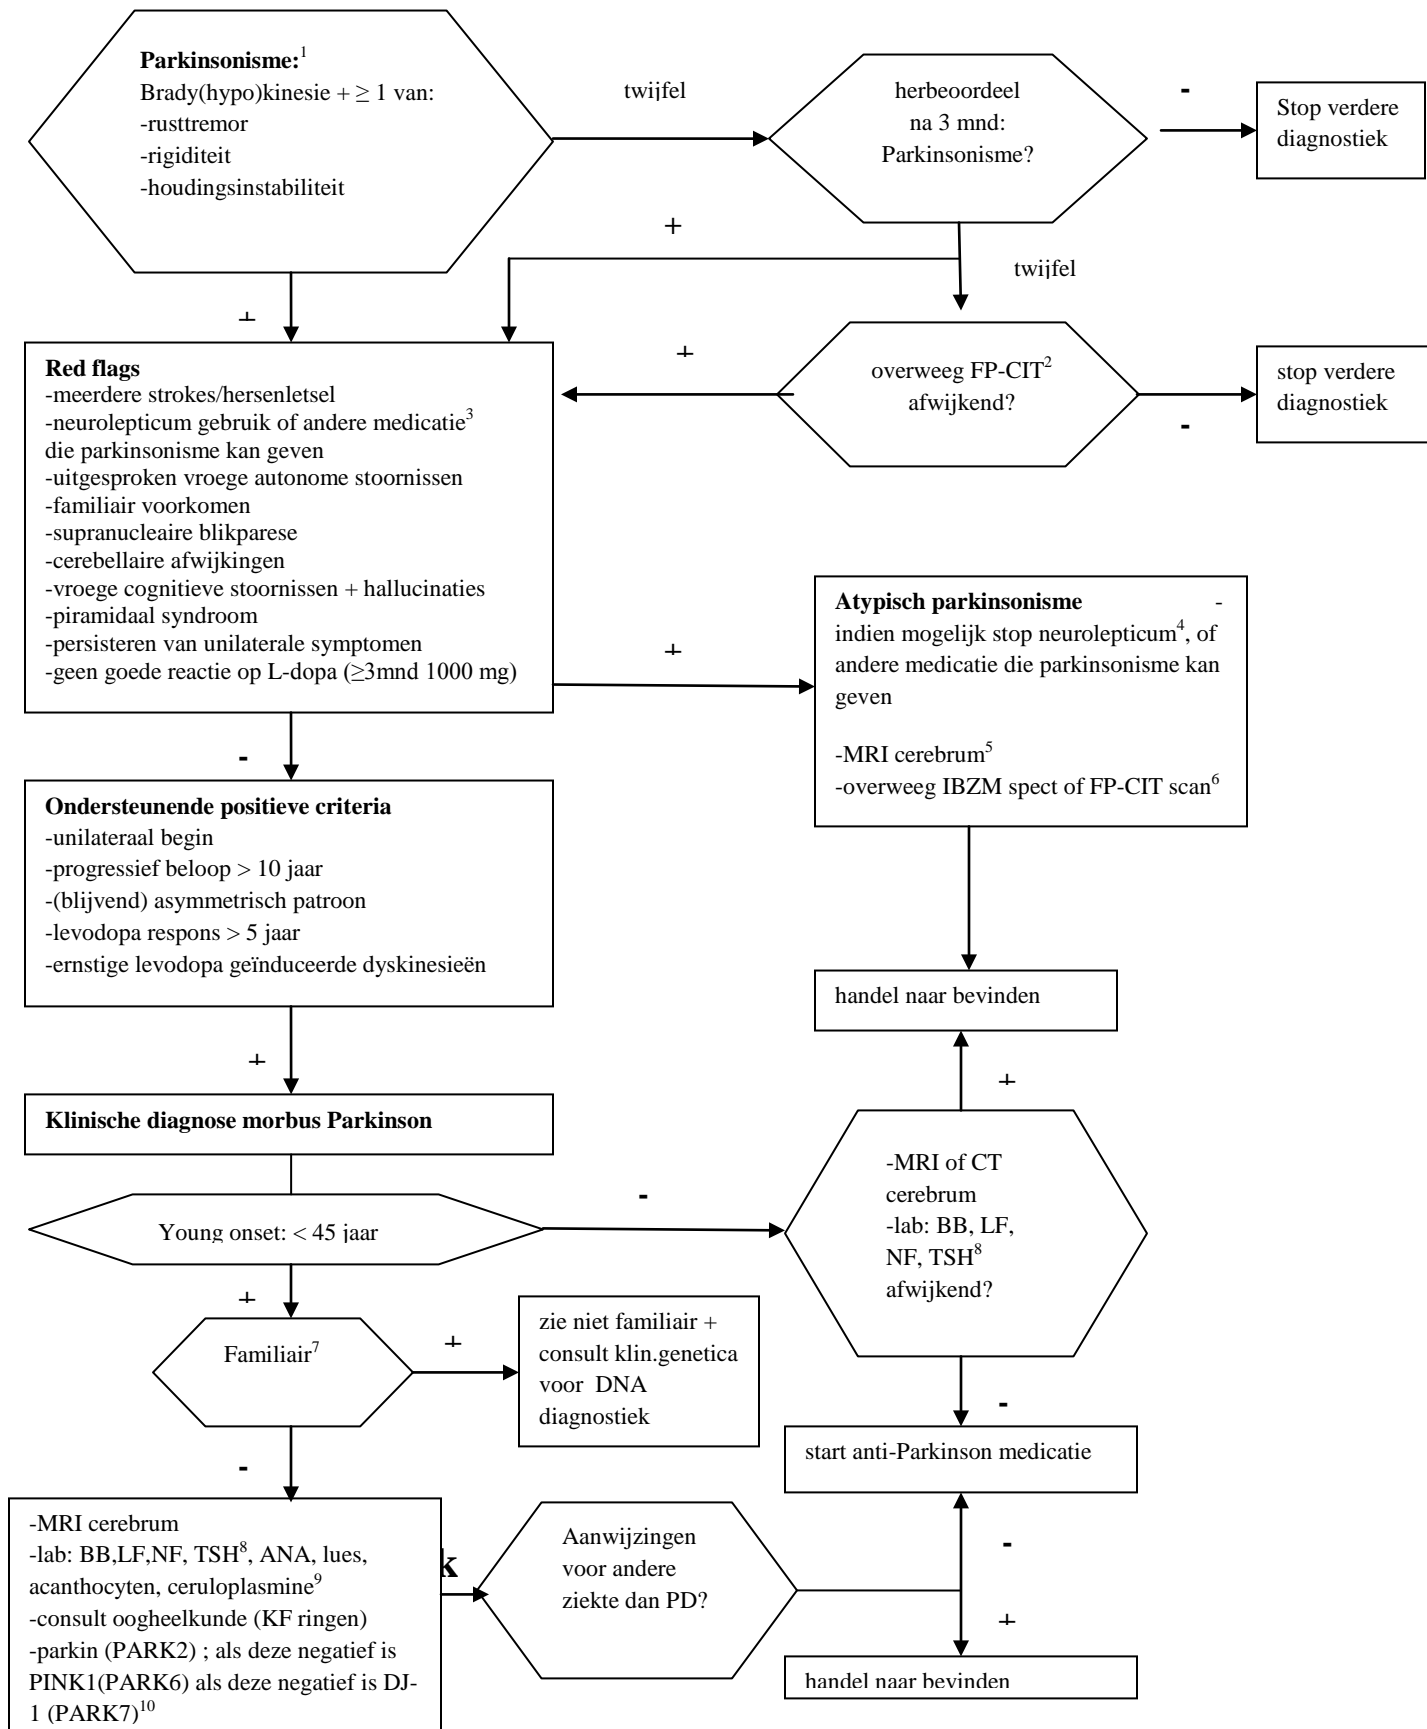 Parkinsonisme:1
Brady(hypo)kinesie + ≥ 1 van:
-rusttremor
-rigiditeit
-houdingsinstabiliteit
twijfel
herbeoordeel
na 3 mnd:
Parkinsonisme?
-
Stop verdere
diagnostiek
+
twijfel
+
Red flags
-meerdere strokes/hersenletsel
-neurolepticum gebruik of andere medicatie3
die parkinsonisme kan geven
-uitgesproken vroege autonome stoornissen
-familiair voorkomen
-supranucleaire blikparese
-cerebellaire afwijkingen
-vroege cognitieve stoornissen + hallucinaties
-piramidaal syndroom
-persisteren van unilaterale symptomen
-geen goede reactie op L-dopa (≥3mnd 1000 mg)
+
overweeg FP-CIT2
afwijkend?
-
stop verdere
diagnostiek
+
Atypisch parkinsonisme -
indien mogelijk stop neurolepticum4, of
andere medicatie die parkinsonisme kan
geven
-MRI cerebrum5
-overweeg IBZM spect of FP-CIT scan6
-
Ondersteunende positieve criteria
-unilateraal begin
-progressief beloop > 10 jaar
-(blijvend) asymmetrisch patroon
-levodopa respons > 5 jaar
-ernstige levodopa geïnduceerde dyskinesieën
handel naar bevinden
+
+
Klinische diagnose morbus Parkinson
Young onset: < 45 jaar
-
-MRI of CT
cerebrum
-lab: BB, LF,
NF, TSH8
afwijkend?
+
Familiair7
+
zie niet familiair +
consult klin.genetica
voor DNA
diagnostiek
-
start anti-Parkinson medicatie
-
-MRI cerebrum
-lab: BB,LF,NF, TSH8, ANA, lues,
acanthocyten, ceruloplasmine9
-consult oogheelkunde (KF ringen)
-parkin (PARK2) ; als deze negatief is
PINK1(PARK6) als deze negatief is DJ-
1 (PARK7)10
k
Aanwijzingen
voor andere
ziekte dan PD?
-
+
handel naar bevinden